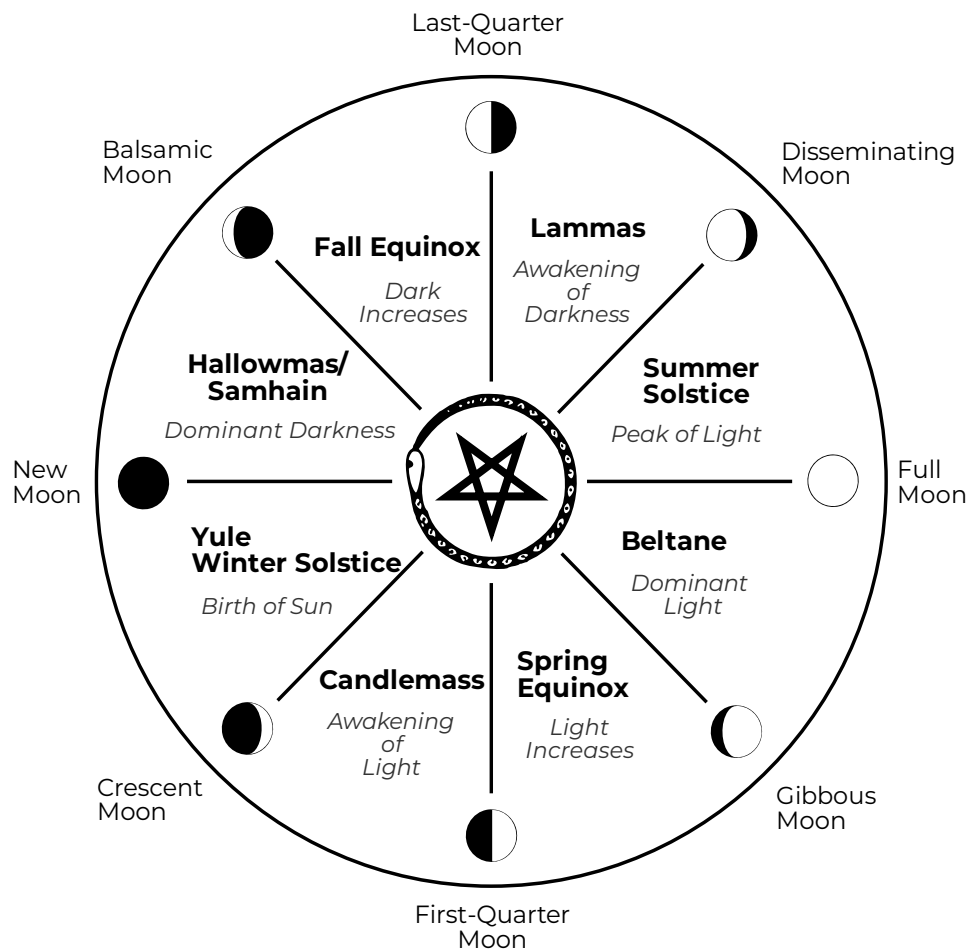 Last-Quarter
Moon
Balsamic
Moon
Disseminating
Moon
Fall Equinox
Dark
Increases
Lammas
Awakening
of
Darkness
Hallowmas/
Samhain
Dominant Darkness
Summer
Solstice
Peak of Light
New
Moon
Full
Moon
Yule
Winter Solstice
Birth of Sun
Beltane
Dominant
Light
Candlemass
Awakening
of
Light
Spring
Equinox
Light
Increases
Crescent
Moon
Gibbous
Moon
First-Quarter
Moon